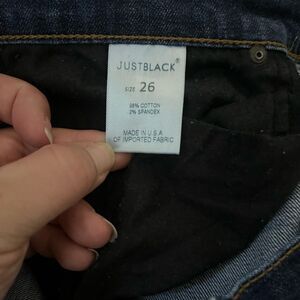 JUSTBLACK®
SIZE 26
98% COTTON
2% SPANDEX
MADE IN U.S.A
OF IMPORTED FABRIC